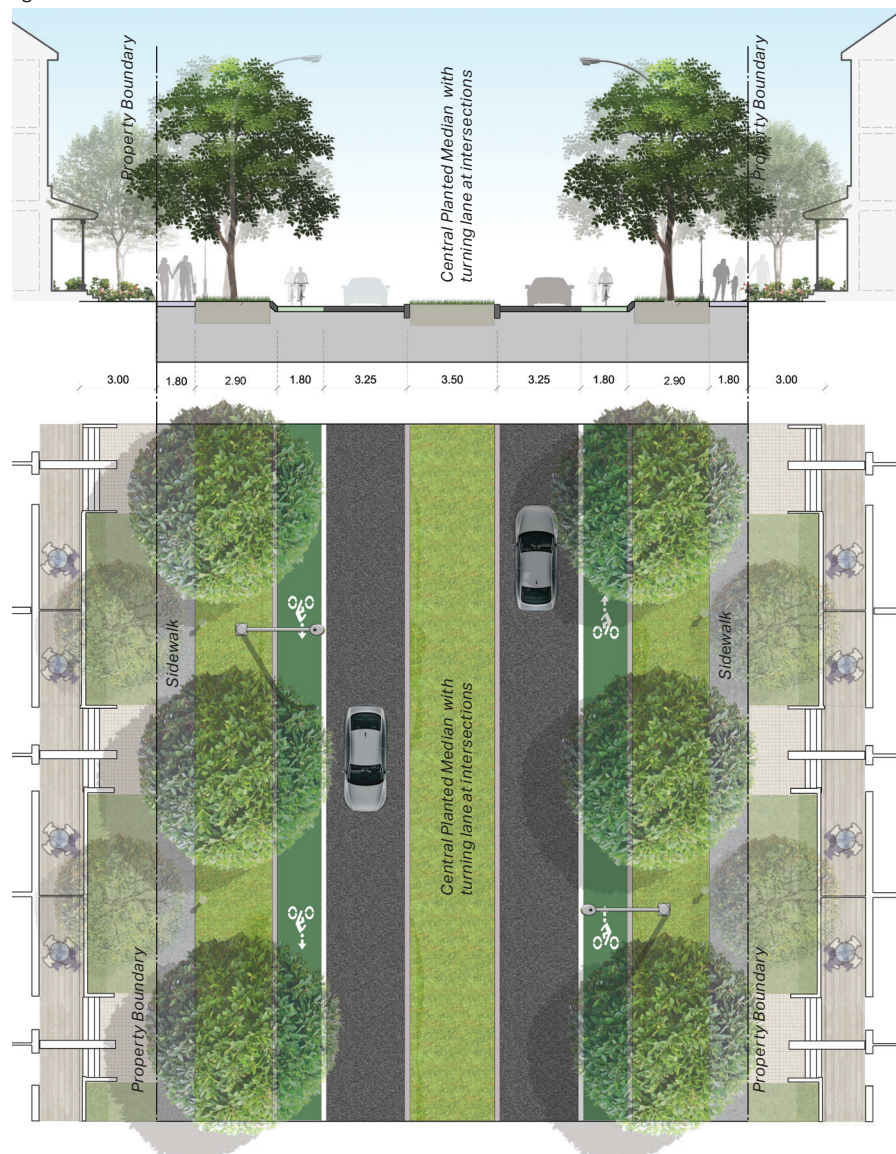 Property Boundary
Central Planted Median with
turning lane at intersections
Property Boundary
3.00 1.80 2.90 1.80 3.25 3.50 3.25 1.80 2.90 1.80 3.00
Sidewalk
Central Planted Median with
turning lane at intersections
Sidewalk
Property Boundary
Property Boundary